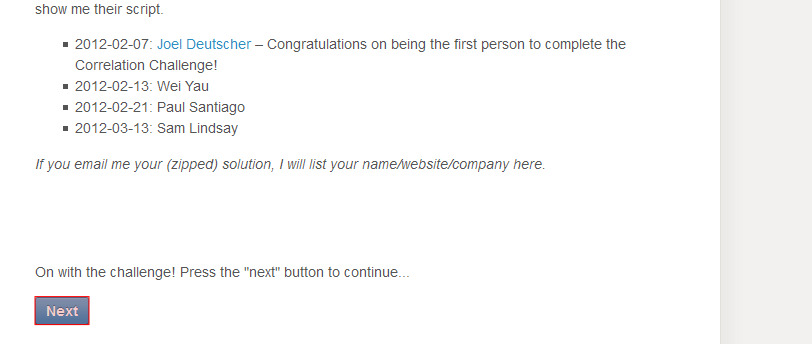 show me their script.
2012-02-07: Joel Deutscher – Congratulations on being the first person to complete the
Correlation Challenge!
2012-02-13: Wei Yau
2012-02-21: Paul Santiago
2012-03-13: Sam Lindsay
If you email me your (zipped) solution, I will list your name/website/company here.
On with the challenge! Press the "next" button to continue...
Next